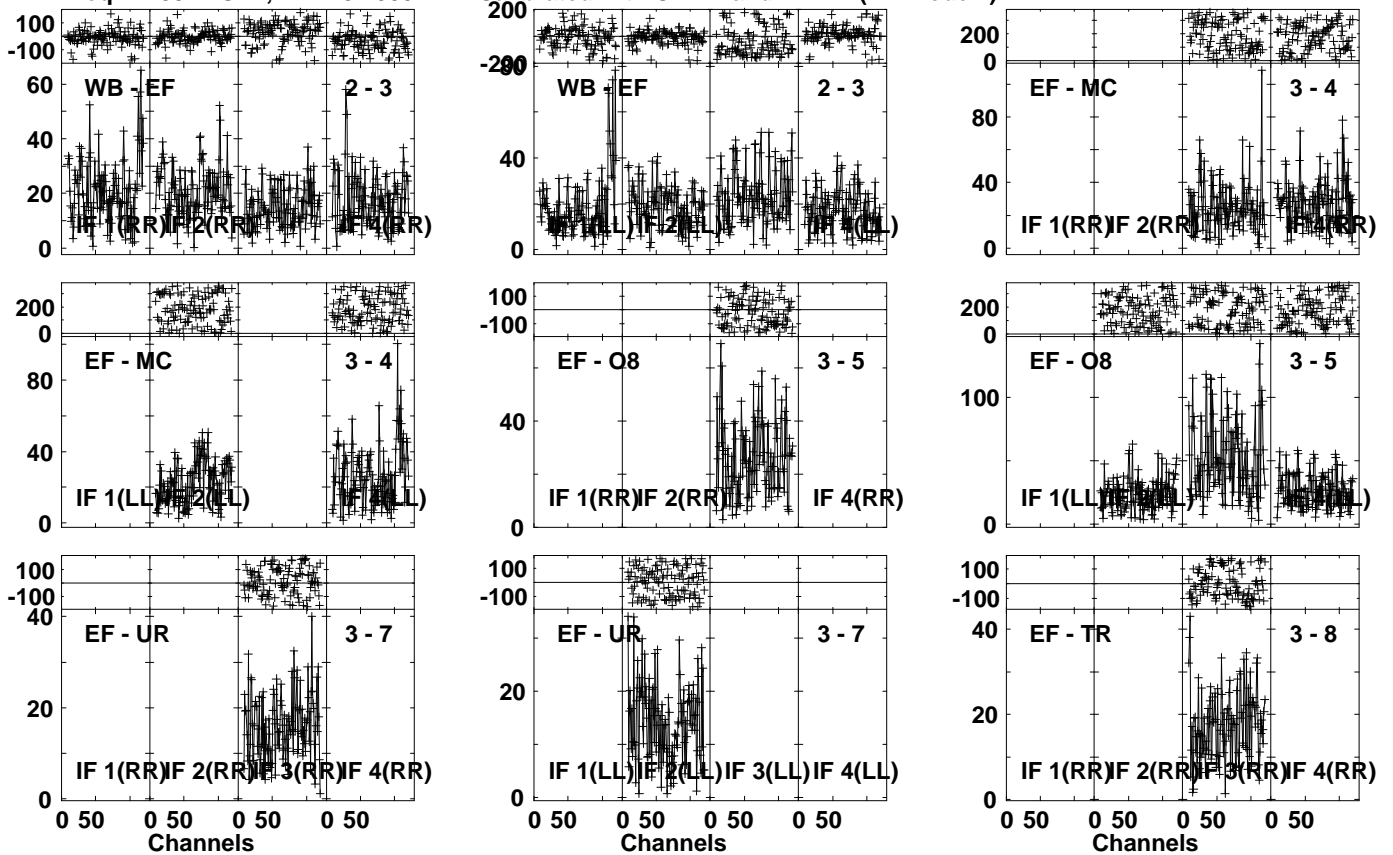 100
-100
60
40
20
0
WB - EF
2 - 3
IF 1(RR)
IF 2(RR)
IF 4(RR)
200
-200
80
40
0
WB - EF
2 - 3
IF 2(LL)
IF 4(LL)
200
0
80
40
0
EF - MC
3 - 4
IF 1(RR)
IF 2(RR)
IF 4(RR)
200
0
80
40
0
EF - MC
3 - 4
IF 1(LL)
IF 2(LL)
IF 4(LL)
100
-100
40
0
EF - O8
3 - 5
IF 1(RR)
IF 2(RR)
IF 4(RR)
200
0
100
0
EF - O8
3 - 5
IF 1(LL)
IF 2(LL)
IF 4(LL)
100
-100
40
20
0
EF - UR
3 - 7
IF 1(RR)
IF 2(RR)
IF 3(RR)
IF 4(RR)
0 50
0 50
0 50
0 50
Channels
100
-100
20
0
EF - UR
3 - 7
IF 1(LL)
IF 2(LL)
IF 3(LL)
IF 4(LL)
0 50
0 50
0 50
0 50
Channels
100
-100
40
20
0
EF - TR
3 - 8
IF 1(RR)
IF 2(RR)
IF 3(RR)
IF 4(RR)
0 50
0 50
0 50
0 50
Channels